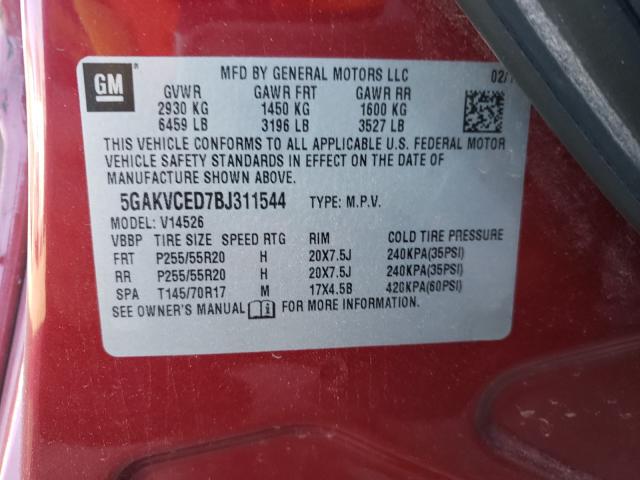 GM
MFD BY GENERAL MOTORS LLC 02/
GVWR GAWR FRT GAWR RR
2930 KG 1450 KG 1600 KG
6459 LB 3196 LB 3527 LB
THIS VEHICLE CONFORMS TO ALL APPLICABLE U.S. FEDERAL MOTOR
VEHICLE SAFETY STANDARDS IN EFFECT ON THE DATE OF
MANUFACTURE SHOWN ABOVE.
5GAKVCED7BJ311544 TYPE: M.P.V.
MODEL: V14526
VBBP TIRE SIZE SPEED RTG RIM COLD TIRE PRESSURE
FRT P255/55R20 H 20X7.5J 240KPA(35PSI)
RR P255/55R20 H 20X7.5J 240KPA(35PSI)
SPA T145/70R17 M 17X4.5B 420KPA(60PSI)
SEE OWNER'S MANUAL FOR MORE INFORMATION.